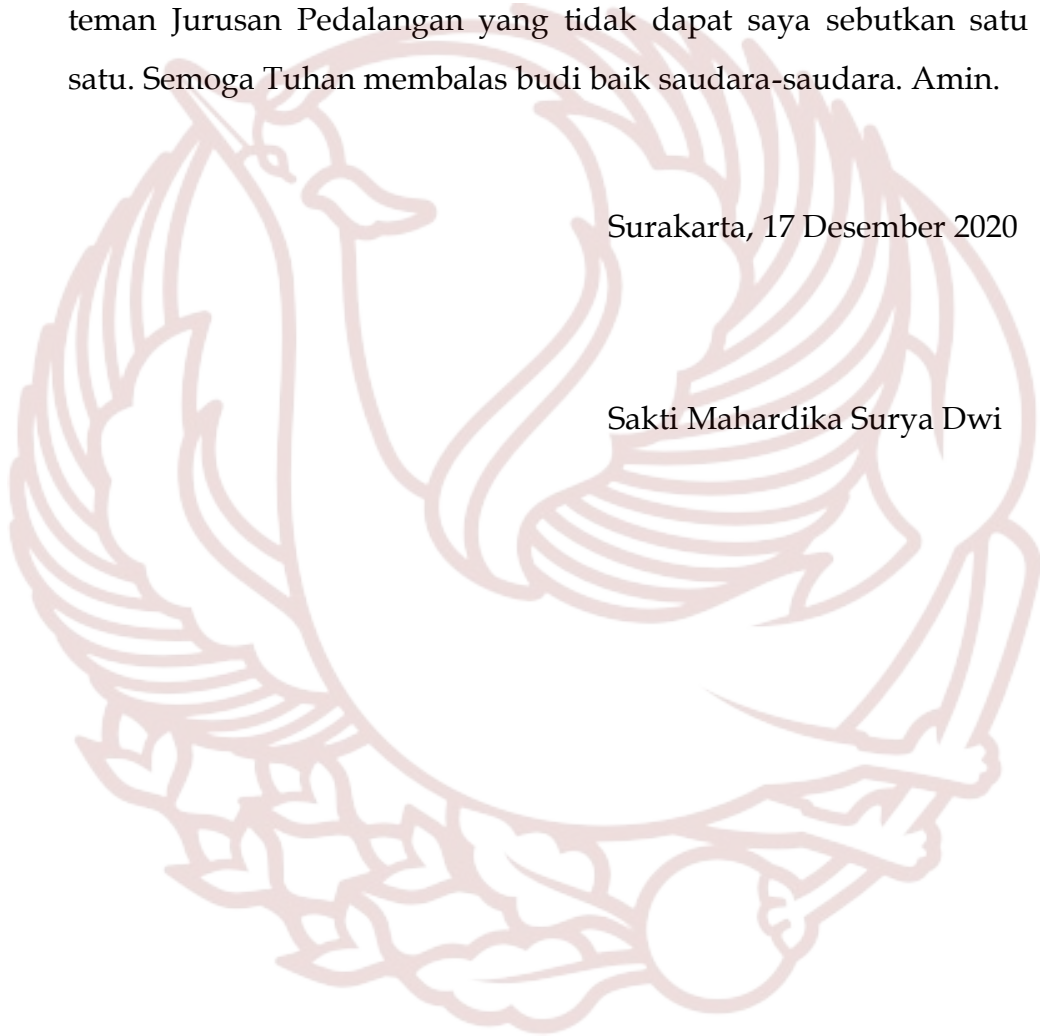 teman Jurusan Pedalangan yang tidak dapat saya sebutkan satu
satu. Semoga Tuhan membalas budi baik saudara-saudara. Amin.
Surakarta, 17 Desember 2020
Sakti Mahardika Surya Dwi